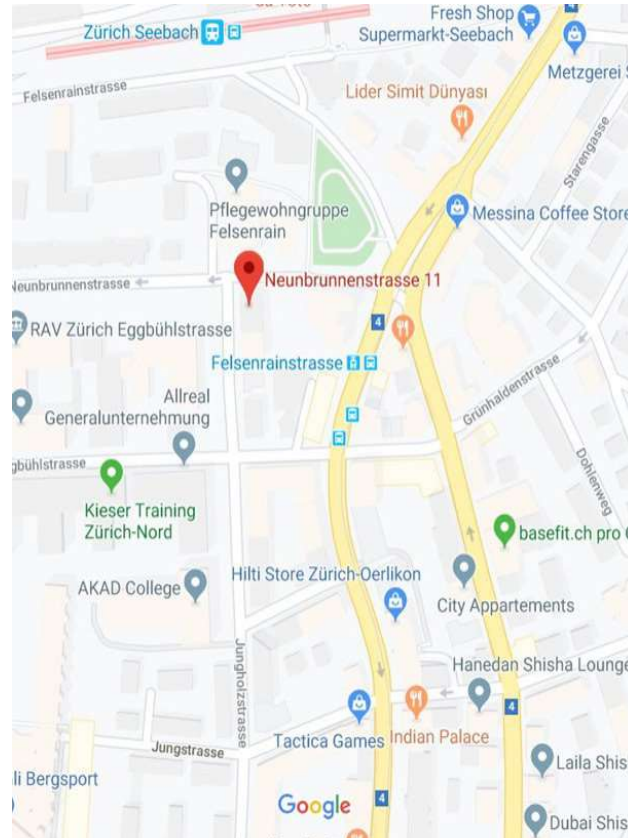 Fresh Shop
Supermarkt-Seebach
4
Zürich Seebach
Metzgerei S
Felsenrainstrasse
Lider Simit Dünyası
Starengasse
Pflegewohngruppe
Felsenrain
Messina Coffee Store
Neunbrunnenstrasse
Neunbrunnenstrasse 11
RAV Zürich Eggbühlstrasse
4
Felsenrainstrasse
Allreal
Generalunternehmung
Grünhaldenstrasse
gbühlstrasse
Dohlenweg
Kieser Training
Zürich-Nord
basefit.ch pro
Hilti Store Zürich-Oerlikon
AKAD College
City Appartements
Jungholzstrasse
Hanedan Shisha Lounge
4
Tactica Games
Indian Palace
Jungstrasse
Laila Shis
li Bergsport
Google
4
Dubai Shis